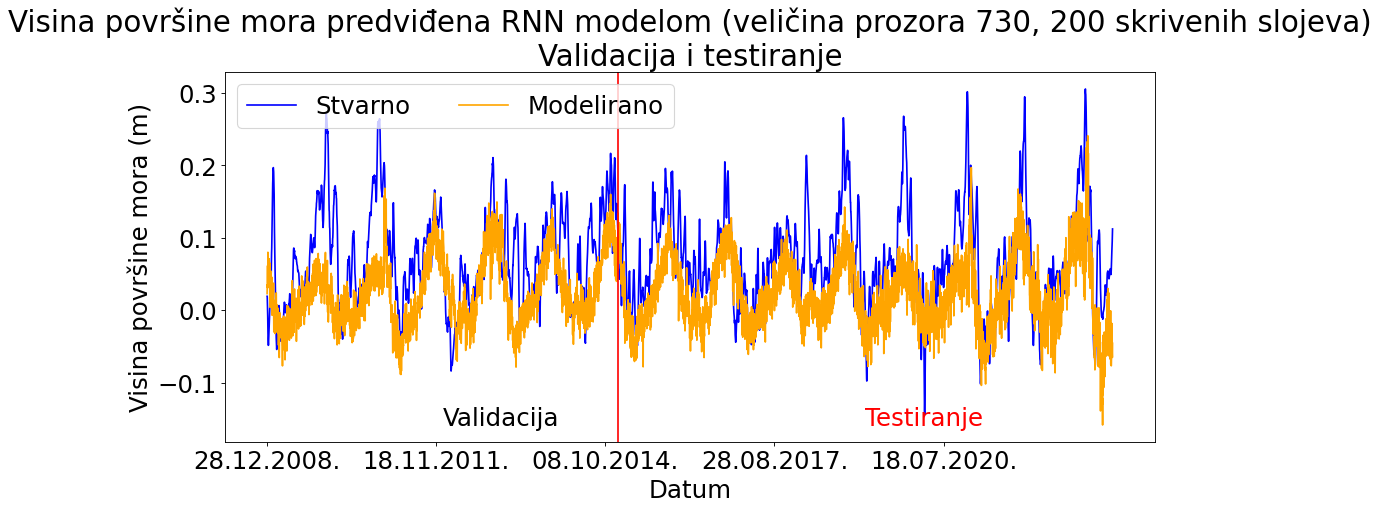 Visina površine mora predviđena RNN modelom (veličina prozora 730, 200 skrivenih slojeva)
Validacija i testiranje
Stvarno
Modelirano
Visina površine mora (m)
0.3
0.2
0.1
0.0
−0.1
Validacija
Testiranje
28.12.2008.
18.11.2011.
08.10.2014.
28.08.2017.
18.07.2020.
Datum